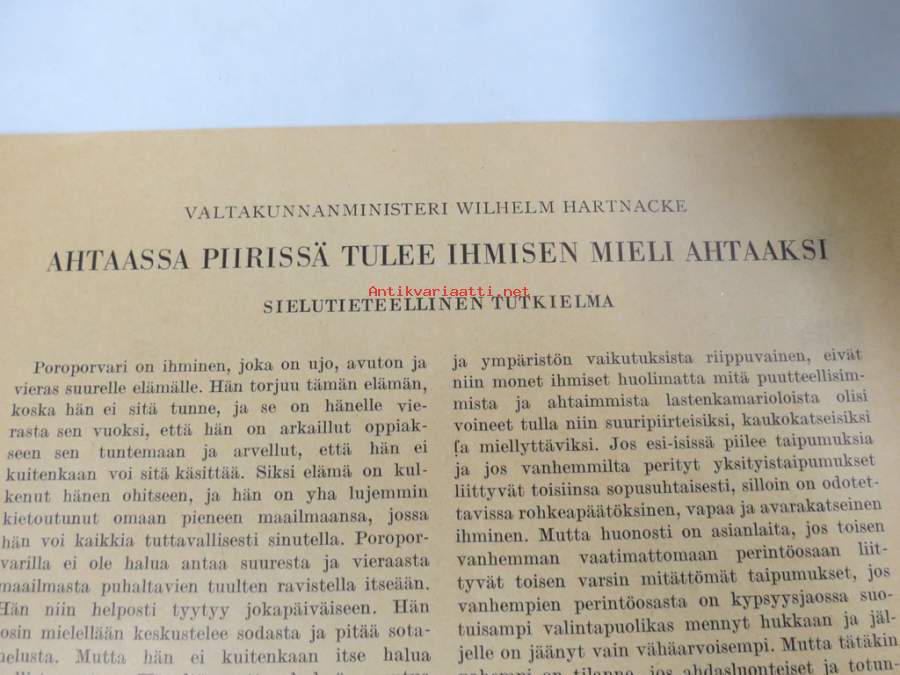 VALTAKUNNANMINISTERI WILHELM HARTNACKE
AHTAASSA PIIRISSÄ TULEE IHMISEN MIELI AHTAAKSI
Antikvariaatti.net
SIELUTIETEELLINEN TUTKIELMA
Poroporvari on ihminen, joka on ujo, avuton ja
vieras suurelle elämälle. Hän torjuu tämän elämän,
koska hän ei sitä tunne, ja se on hänelle vie-
rasta sen vuoksi, että hän on arkaillut oppiak-
seen sen tuntemaan ja arvellut, että hän ei
kuitenkaan voi sitä käsittää. Siksi elämä on kul-
kenut hänen ohitseen, ja hän on yha lujemmin
kietoutunut omaan pieneen maailmaansa, jossa
hän voi kaikkia tuttavallisesti sinutella. Poropor-
varilla ei ole halua antaa suuresta ja vieraasta
maailmasta puhaltavien tuulten ravistella itseään.
Hän niin helposti tyytyy jokapäiväiseen. Hän
osin mielellään keskustelee sodasta ja pitää sota-
melusta. Mutta hän ei kuitenkaan itse halua
ja ympäristön vaikutuksista riippuvainen, eivät
niin monet ihmiset huolimatta mitä puutteellisim-
mista ja ahtaimmista lastenkamarioloista olisi
voineet tulla niin suuripiirteisiksi, kaukokatseisiksi
ja miellyttäviksi. Jos esi-isissä piilee taipumuksia
ja jos vanhemmilta perityt yksityistaipumukset
liittyvät toisiinsa sopusuhtaisesti, silloin on odotet-
tavissa rohkeapäätöksinen, vapaa ja avarakatseinen
ihminen. Mutta huonosti on asianlaita, jos toisen
vanhemman vaatimattomaan perintöosaan liit-
tyvät toisen varsin mitättömät taipumukset, jos
vanhempien perintöosasta on kypsyysjaossa suo-
tuisampi valintapuolikas mennyt hukkaan ja jäl-
jelle on jäänyt vain vähäarvoisempi. Mutta tätäkin
on tilanne, jos ahdasluonteiset ja totun-